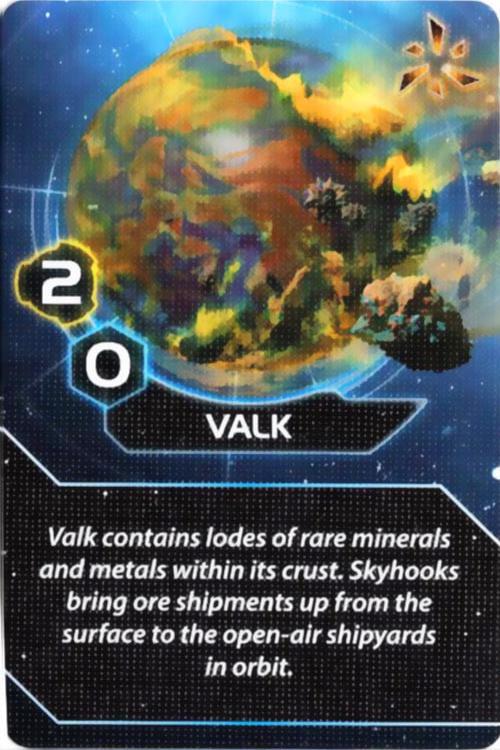 2
0
VALK
Valk contains lodes of rare minerals
and metals within its crust. Skyhooks
bring ore shipments up from the
surface to the open-air shipyards
in orbit.